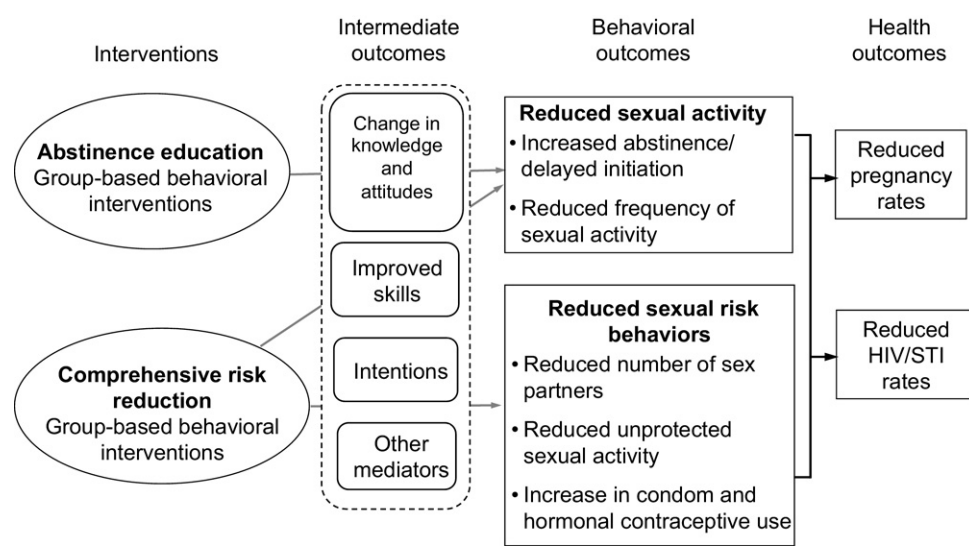 Interventions
Intermediate
outcomes
Behavioral
outcomes
Health
outcomes
Abstinence education
Group-based behavioral
interventions
Comprehensive risk
reduction
Group-based behavioral
interventions
Change in
knowledge
and
attitudes
Improved
skills
Intentions
Other
mediators
Reduced sexual activity
• Increased abstinence/
delayed initiation
• Reduced frequency of
sexual activity
Reduced sexual risk
behaviors
• Reduced number of sex
partners
• Reduced unprotected
sexual activity
• Increase in condom and
hormonal contraceptive use
Reduced
pregnancy
rates
Reduced
HIV/STI
rates